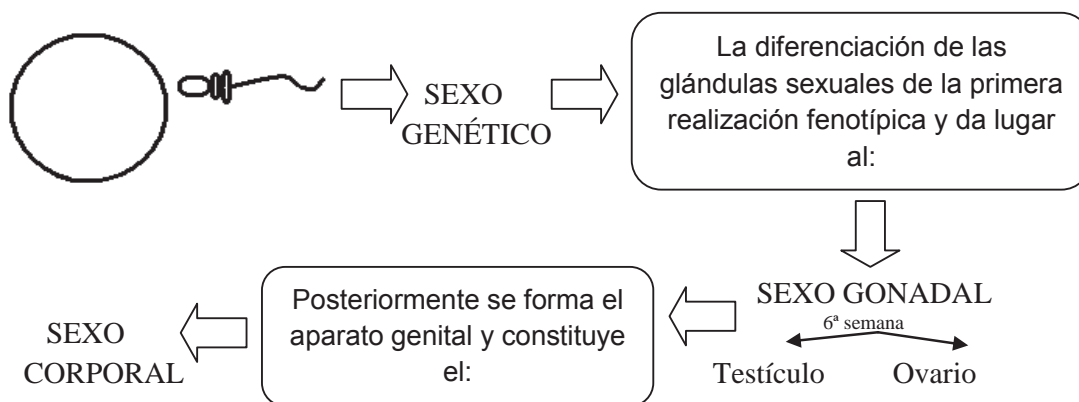 SEXO
GENÉTICO
La diferenciación de las
glándulas sexuales de la primera
realización fenotípica y da lugar
al:
SEXO GONADAL
6ª semana
Testículo Ovario
Posteriormente se forma el
aparato genital y constituye
el:
SEXO
CORPORAL